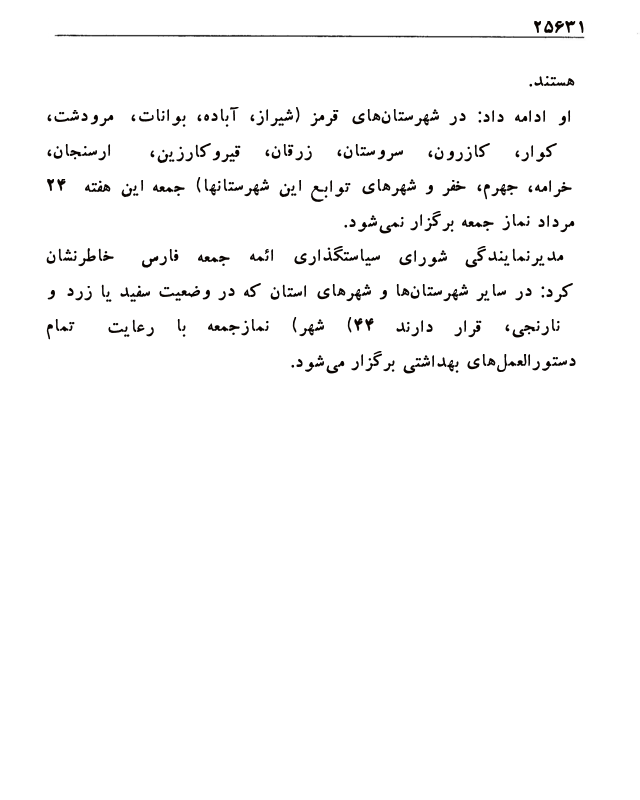 ۲۵۶۳۱
هستند.
او ادامه داد: در شهرستان‌های قرمز (شیراز، آباده، بوانات، مرودشت،
کوار، کازرون، سروستان، زرقان، قیروکارزین، ارسنجان،
خرامه، جهرم، خفر و شهرهای توابع این شهرستانها) جمعه این هفته ۲۴
مرداد نماز جمعه برگزار نمی‌شود.
مدیرنمایندگی شورای سیاستگذاری ائمه جمعه فارس خاطرنشان
کرد: در سایر شهرستان‌ها و شهرهای استان که در وضعیت سفید یا زرد و
نارنجی، قرار دارند ۴۴) شهر) نمازجمعه با رعایت تمام
دستورالعمل‌های بهداشتی برگزار می‌شود.